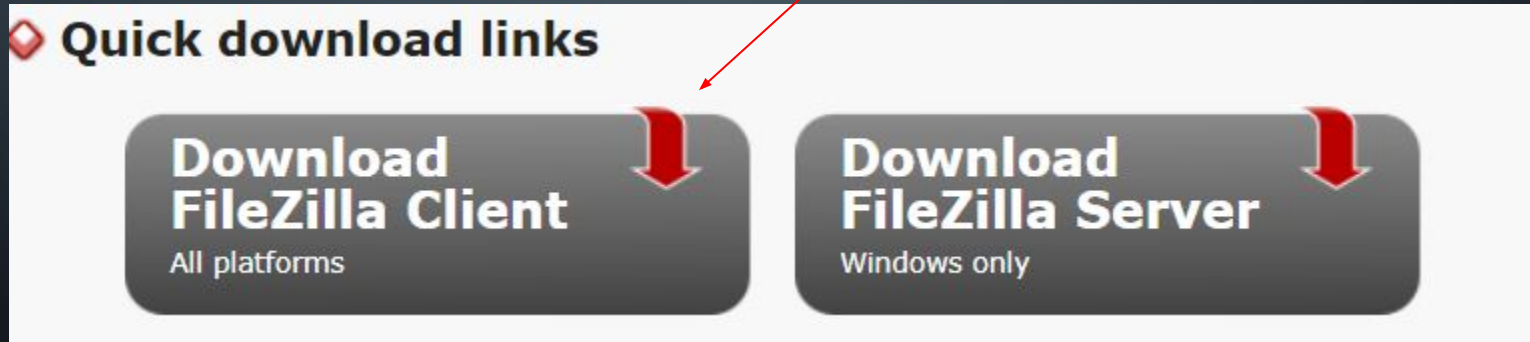 Quick download links
Download
FileZilla Client
All platforms
Download
FileZilla Server
Windows only